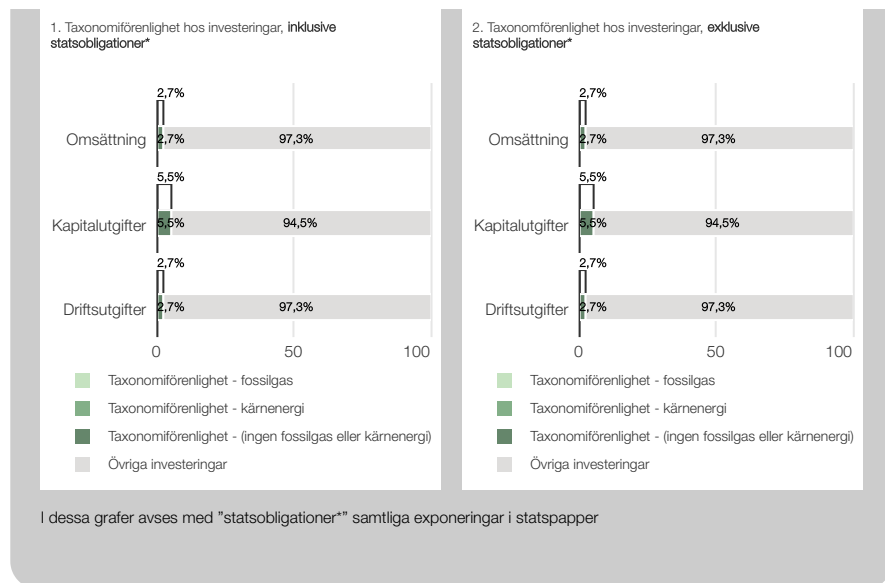 1. Taxonomiförenlighet hos investeringar, inklusive
statsobligationer*
2,7%
Omsättning 2,7% 97,3%
5,5%
Kapitalutgifter 5,5% 94,5%
2,7%
Driftsutgifter 2,7% 97,3%
0 50 100
Taxonomiförenlighet - fossilgas
Taxonomiförenlighet - kärnenergi
Taxonomiförenlighet - (ingen fossilgas eller kärnenergi)
Övriga investeringar
2. Taxonomförenlighet hos investeringar, exklusive
statsobligationer*
2,7%
Omsättning 2,7% 97,3%
5,5%
Kapitalutgifter 5,5% 94,5%
2,7%
Driftsutgifter 2,7% 97,3%
0 50 100
Taxonomiförenlighet - fossilgas
Taxonomiförenlighet - kärnenergi
Taxonomiförenlighet - (ingen fossilgas eller kärnenergi)
Övriga investeringar
I dessa grafer avses med ”statsobligationer*” samtliga exponeringar i statspapper